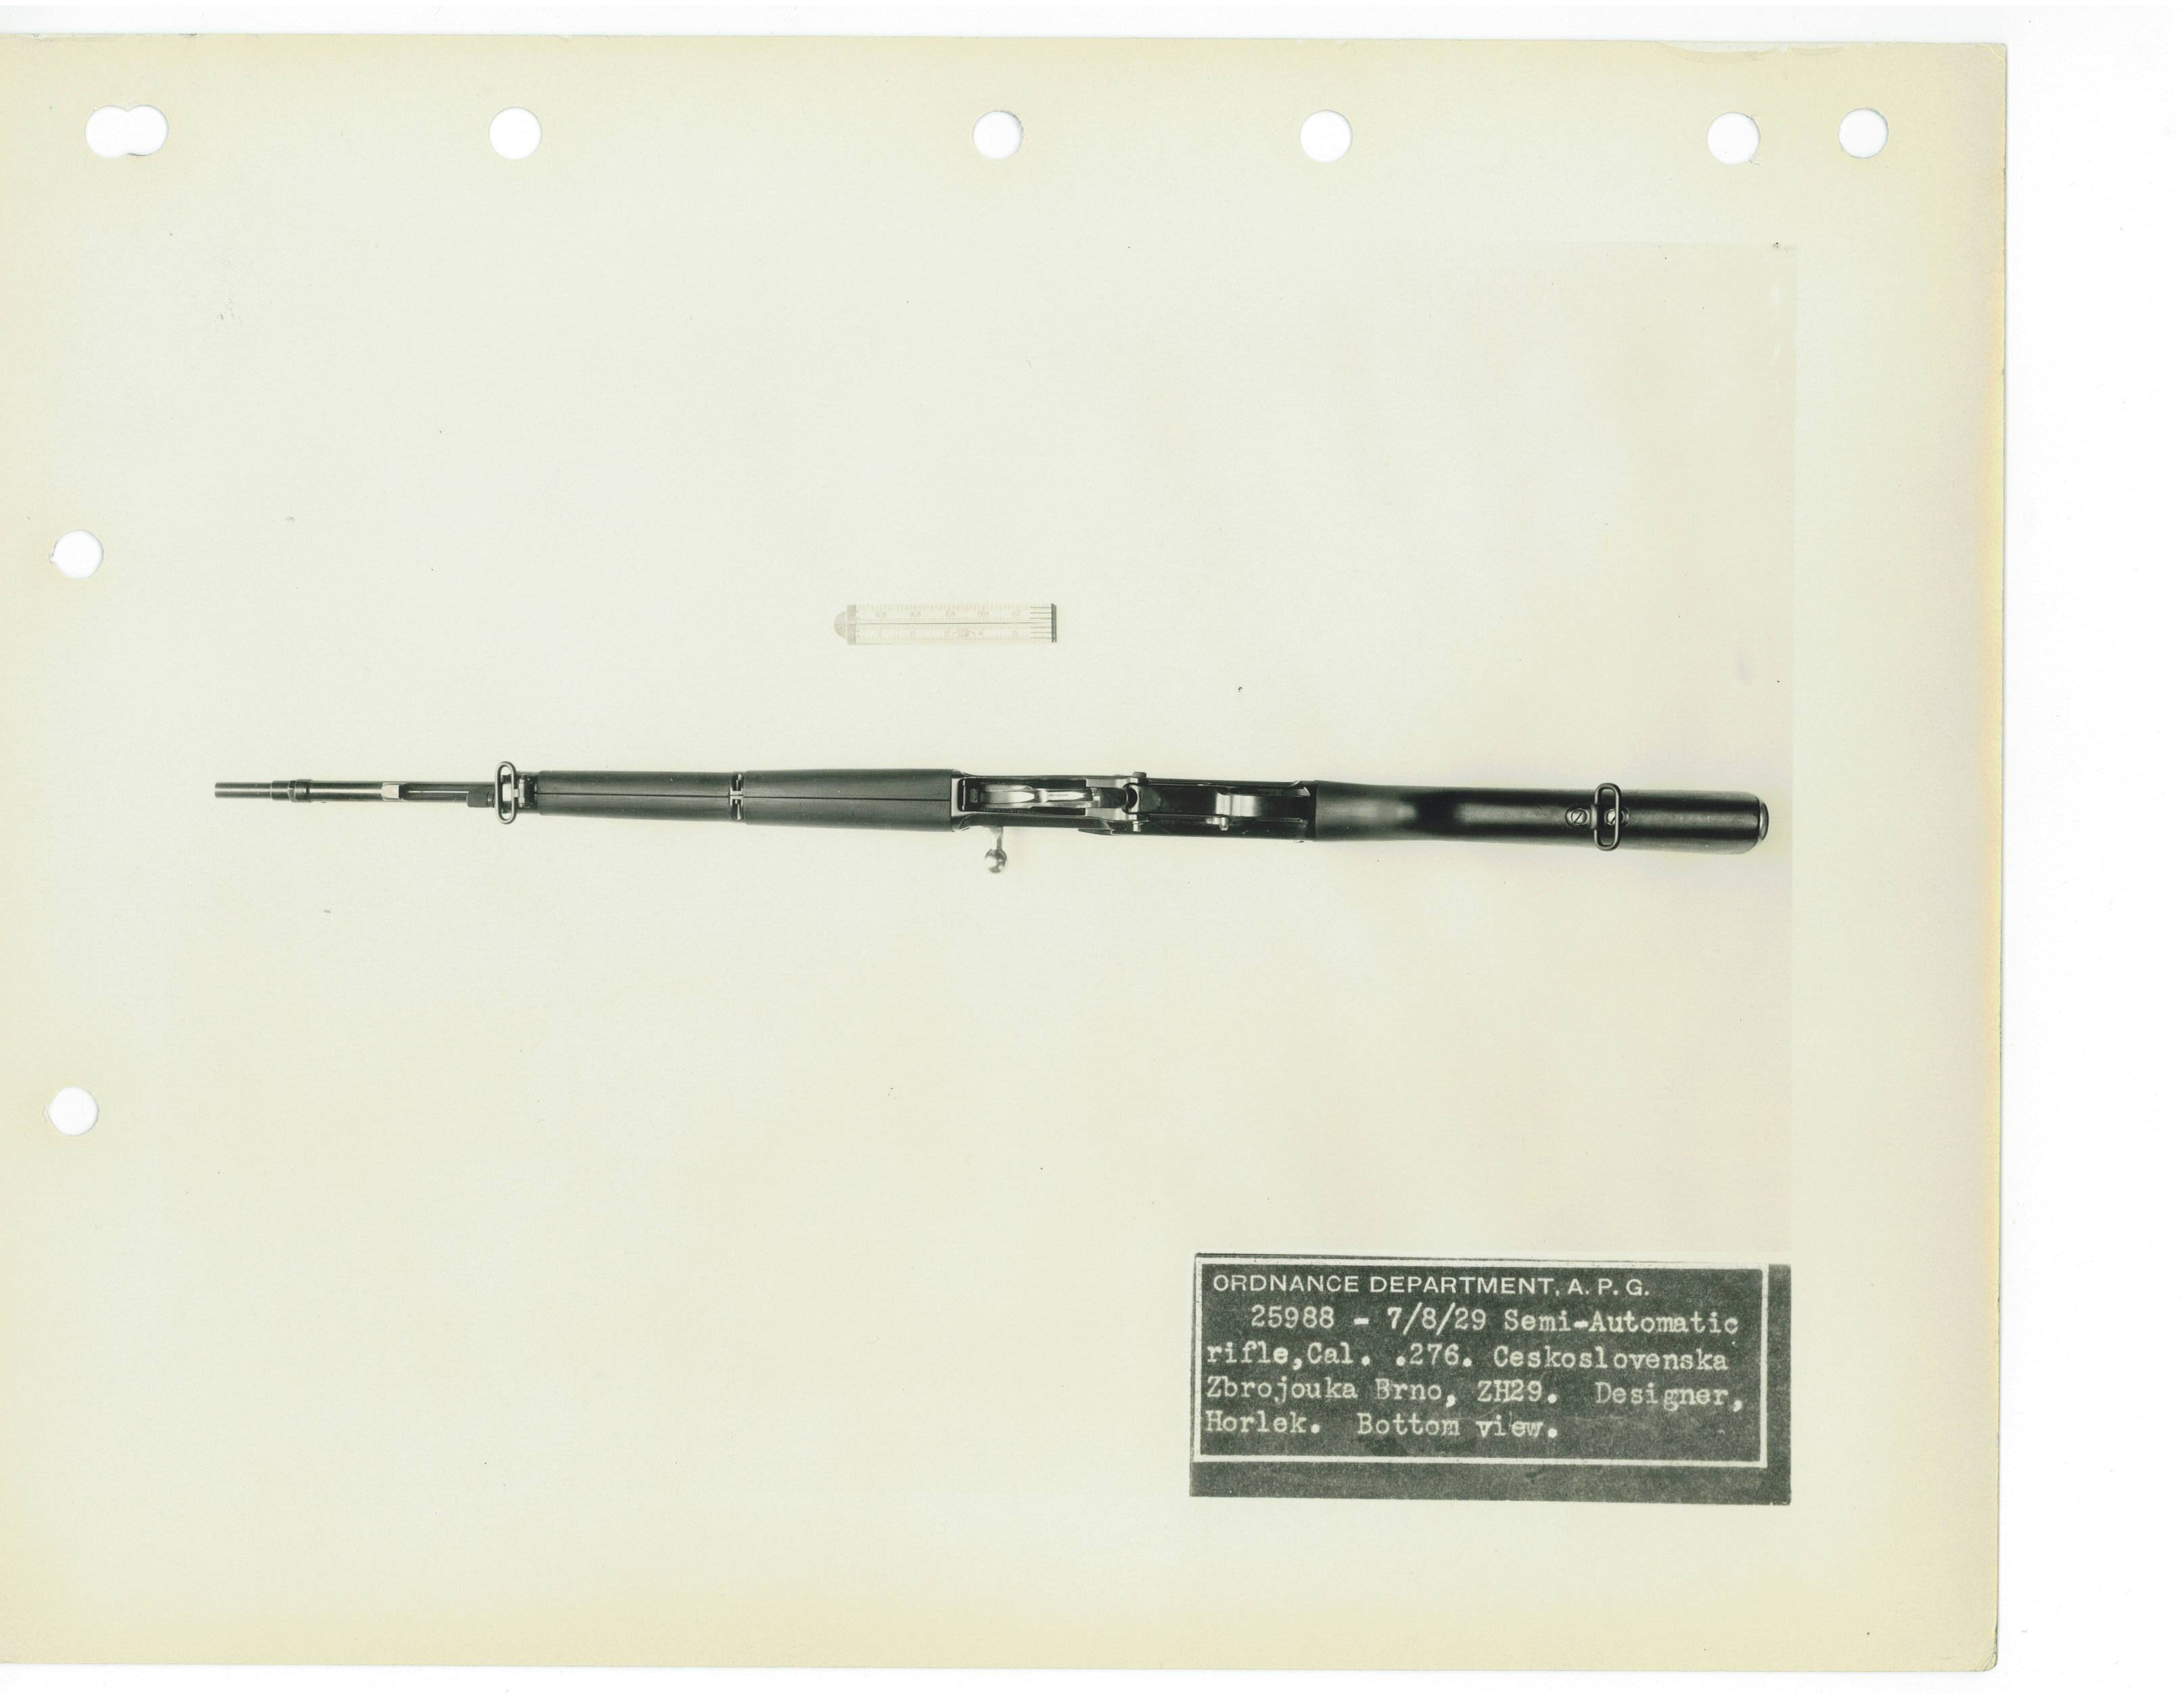 ORDNANCE DEPARTMENT, A. P. G.
25988 - 7/8/29 Semi-Automatic
rifle,Cal. .276. Ceskoslovenska
Zbrojouka Brno, ZH29. Designer,
Horlek. Bottom view.